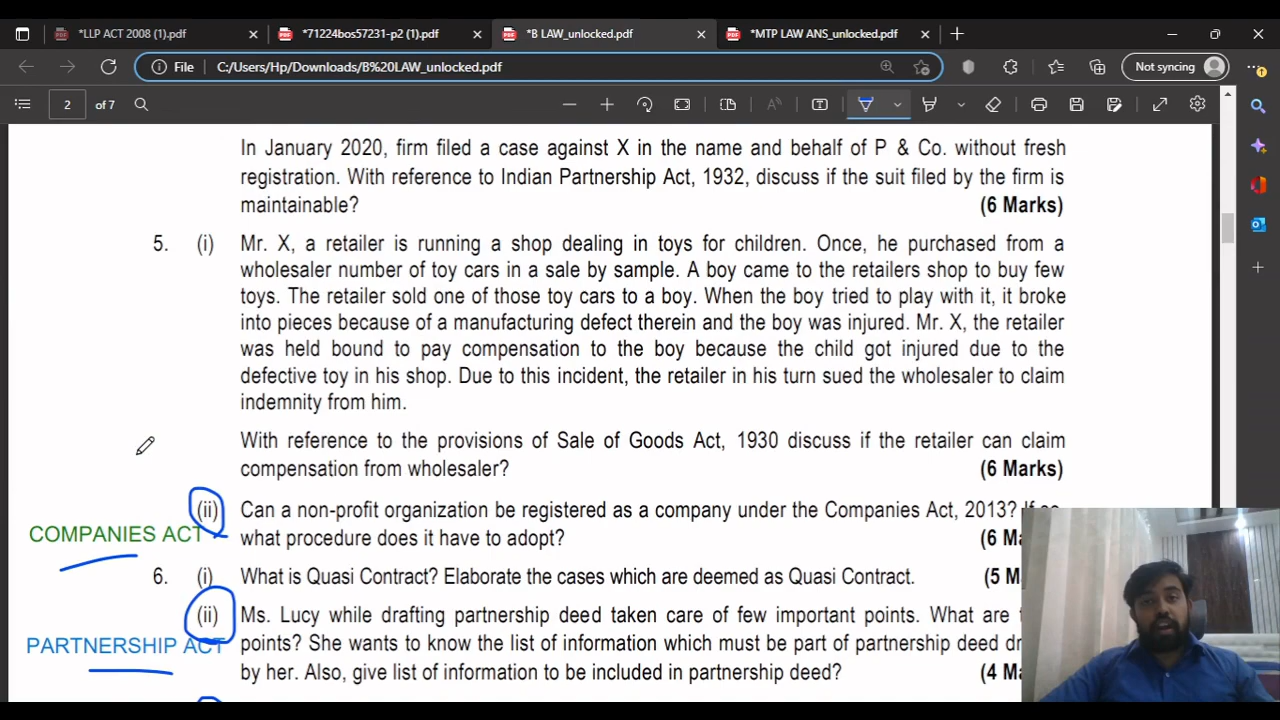 *LLP ACT 2008 (1).pdf
*71224bos57231-p2 (1).pdf
*B LAW_unlocked.pdf
*MTP LAW ANS_unlocked.pdf
File
C:/Users/Hp/Downloads/B%20LAW_unlocked.pdf
Not syncing
2 of 7
In January 2020, firm filed a case against X in the name and behalf of P & Co. without fresh
registration. With reference to Indian Partnership Act, 1932, discuss if the suit filed by the firm is
maintainable? (6 Marks)
5. (i) Mr. X, a retailer is running a shop dealing in toys for children. Once, he purchased from a
wholesaler number of toy cars in a sale by sample. A boy came to the retailers shop to buy few
toys. The retailer sold one of those toy cars to a boy. When the boy tried to play with it, it broke
into pieces because of a manufacturing defect therein and the boy was injured. Mr. X, the retailer
was held bound to pay compensation to the boy because the child got injured due to the
defective toy in his shop. Due to this incident, the retailer in his turn sued the wholesaler to claim
indemnity from him.
With reference to the provisions of Sale of Goods Act, 1930 discuss if the retailer can claim
compensation from wholesaler? (6 Marks)
(ii) Can a non-profit organization be registered as a company under the Companies Act, 2013? If
COMPANIES ACT
what procedure does it have to adopt? (6
6. (i) What is Quasi Contract? Elaborate the cases which are deemed as Quasi Contract. (5
(ii) Ms. Lucy while drafting partnership deed taken care of few important points. What are
PARTNERSHIP ACT
points? She wants to know the list of information which must be part of partnership deed
by her. Also, give list of information to be included in partnership deed? (4